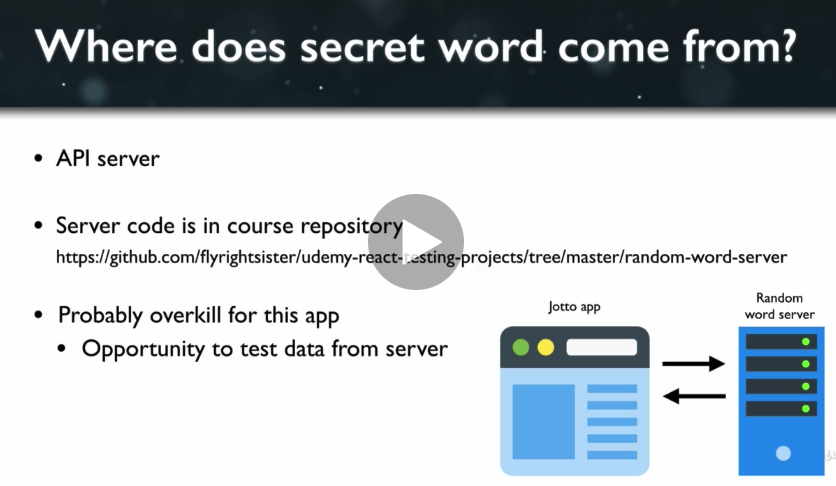 Where does secret word come from?
• API server
• Server code is in course repository
https://github.com/flyrightsister/udemy-react-testing-projects/tree/master/random-word-server
• Probably overkill for this app
• Opportunity to test data from server
Jotto app
Random
word server